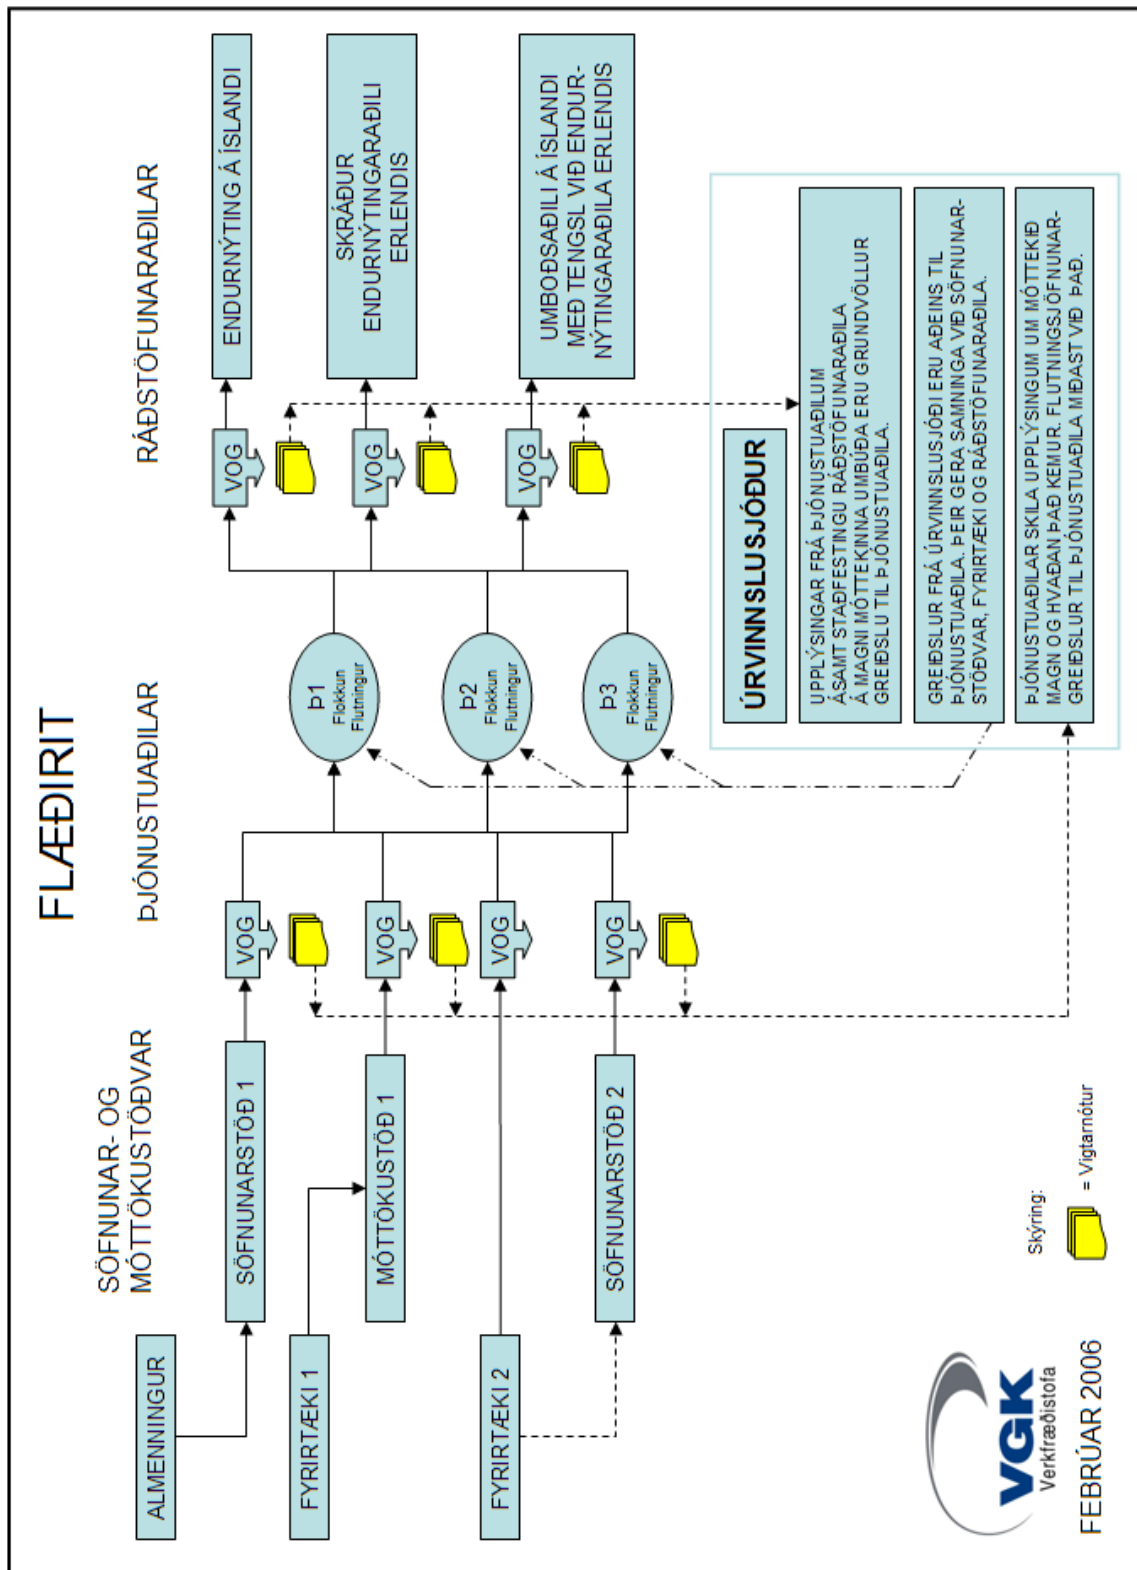 FLÆÐIRIT
SÖFNUNAR- OG
MÓTTÖKUSTÖÐVAR
ÞJÓNUSTUAÐILAR
RÁÐSTÖFUNARAÐILAR
ALMENNINGUR
SÖFNUNARSTÖÐ 1
VOG
FYRIRTÆKI 1
MÓTTÖKUSTÖÐ 1
VOG
FYRIRTÆKI 2
VOG
SÖFNUNARSTÖÐ 2
VOG
Þ1
Flokkun
Flutningur
Þ2
Flokkun
Flutningur
Þ3
Flokkun
Flutningur
VOG
ENDURNÝTING Á ÍSLANDI
VOG
SKRÁÐUR
ENDURNÝTINGARAÐILI
ERLENDIS
VOG
UMBOÐSAÐILI Á ÍSLANDI
MEÐ TENGSL VIÐ ENDUR-
NÝTINGARAÐILA ERLENDIS
ÚRVINNSLUSJÓÐUR
UPPLÝSINGAR FRÁ ÞJÓNUSTUAÐILUM
ÁSAMT STAÐFESTINGU RÁÐSTÖFUNARAÐILA
Á MAGNI MÓTTEKINNA UMBÚÐA ERU GRUNDVÖLLUR
GREIÐSLU TIL ÞJÓNUSTUAÐILA.
GREIÐSLUR FRÁ ÚRVINNSLUSJÓÐI ERU AÐEINS TIL
ÞJÓNUSTUAÐILA. ÞEIR GERA SAMNINGA VIÐ SÖFNUNAR-
STÖÐVAR, FYRIRTÆKI OG RÁÐSTÖFUNARAÐILA.
ÞJÓNUSTUAÐILAR SKILA UPPLÝSINGUM UM MÓTTEKIÐ
MAGN OG HVAÐAN ÞAÐ KEMUR. FLUTNINGSJÖFNUNAR-
GREIÐSLUR TIL ÞJÓNUSTUAÐILA MIÐAST VIÐ ÞAÐ.
Skýring:
= Vigtarnótur
VGK
Verkfræðistofa
FEBRÚAR 2006